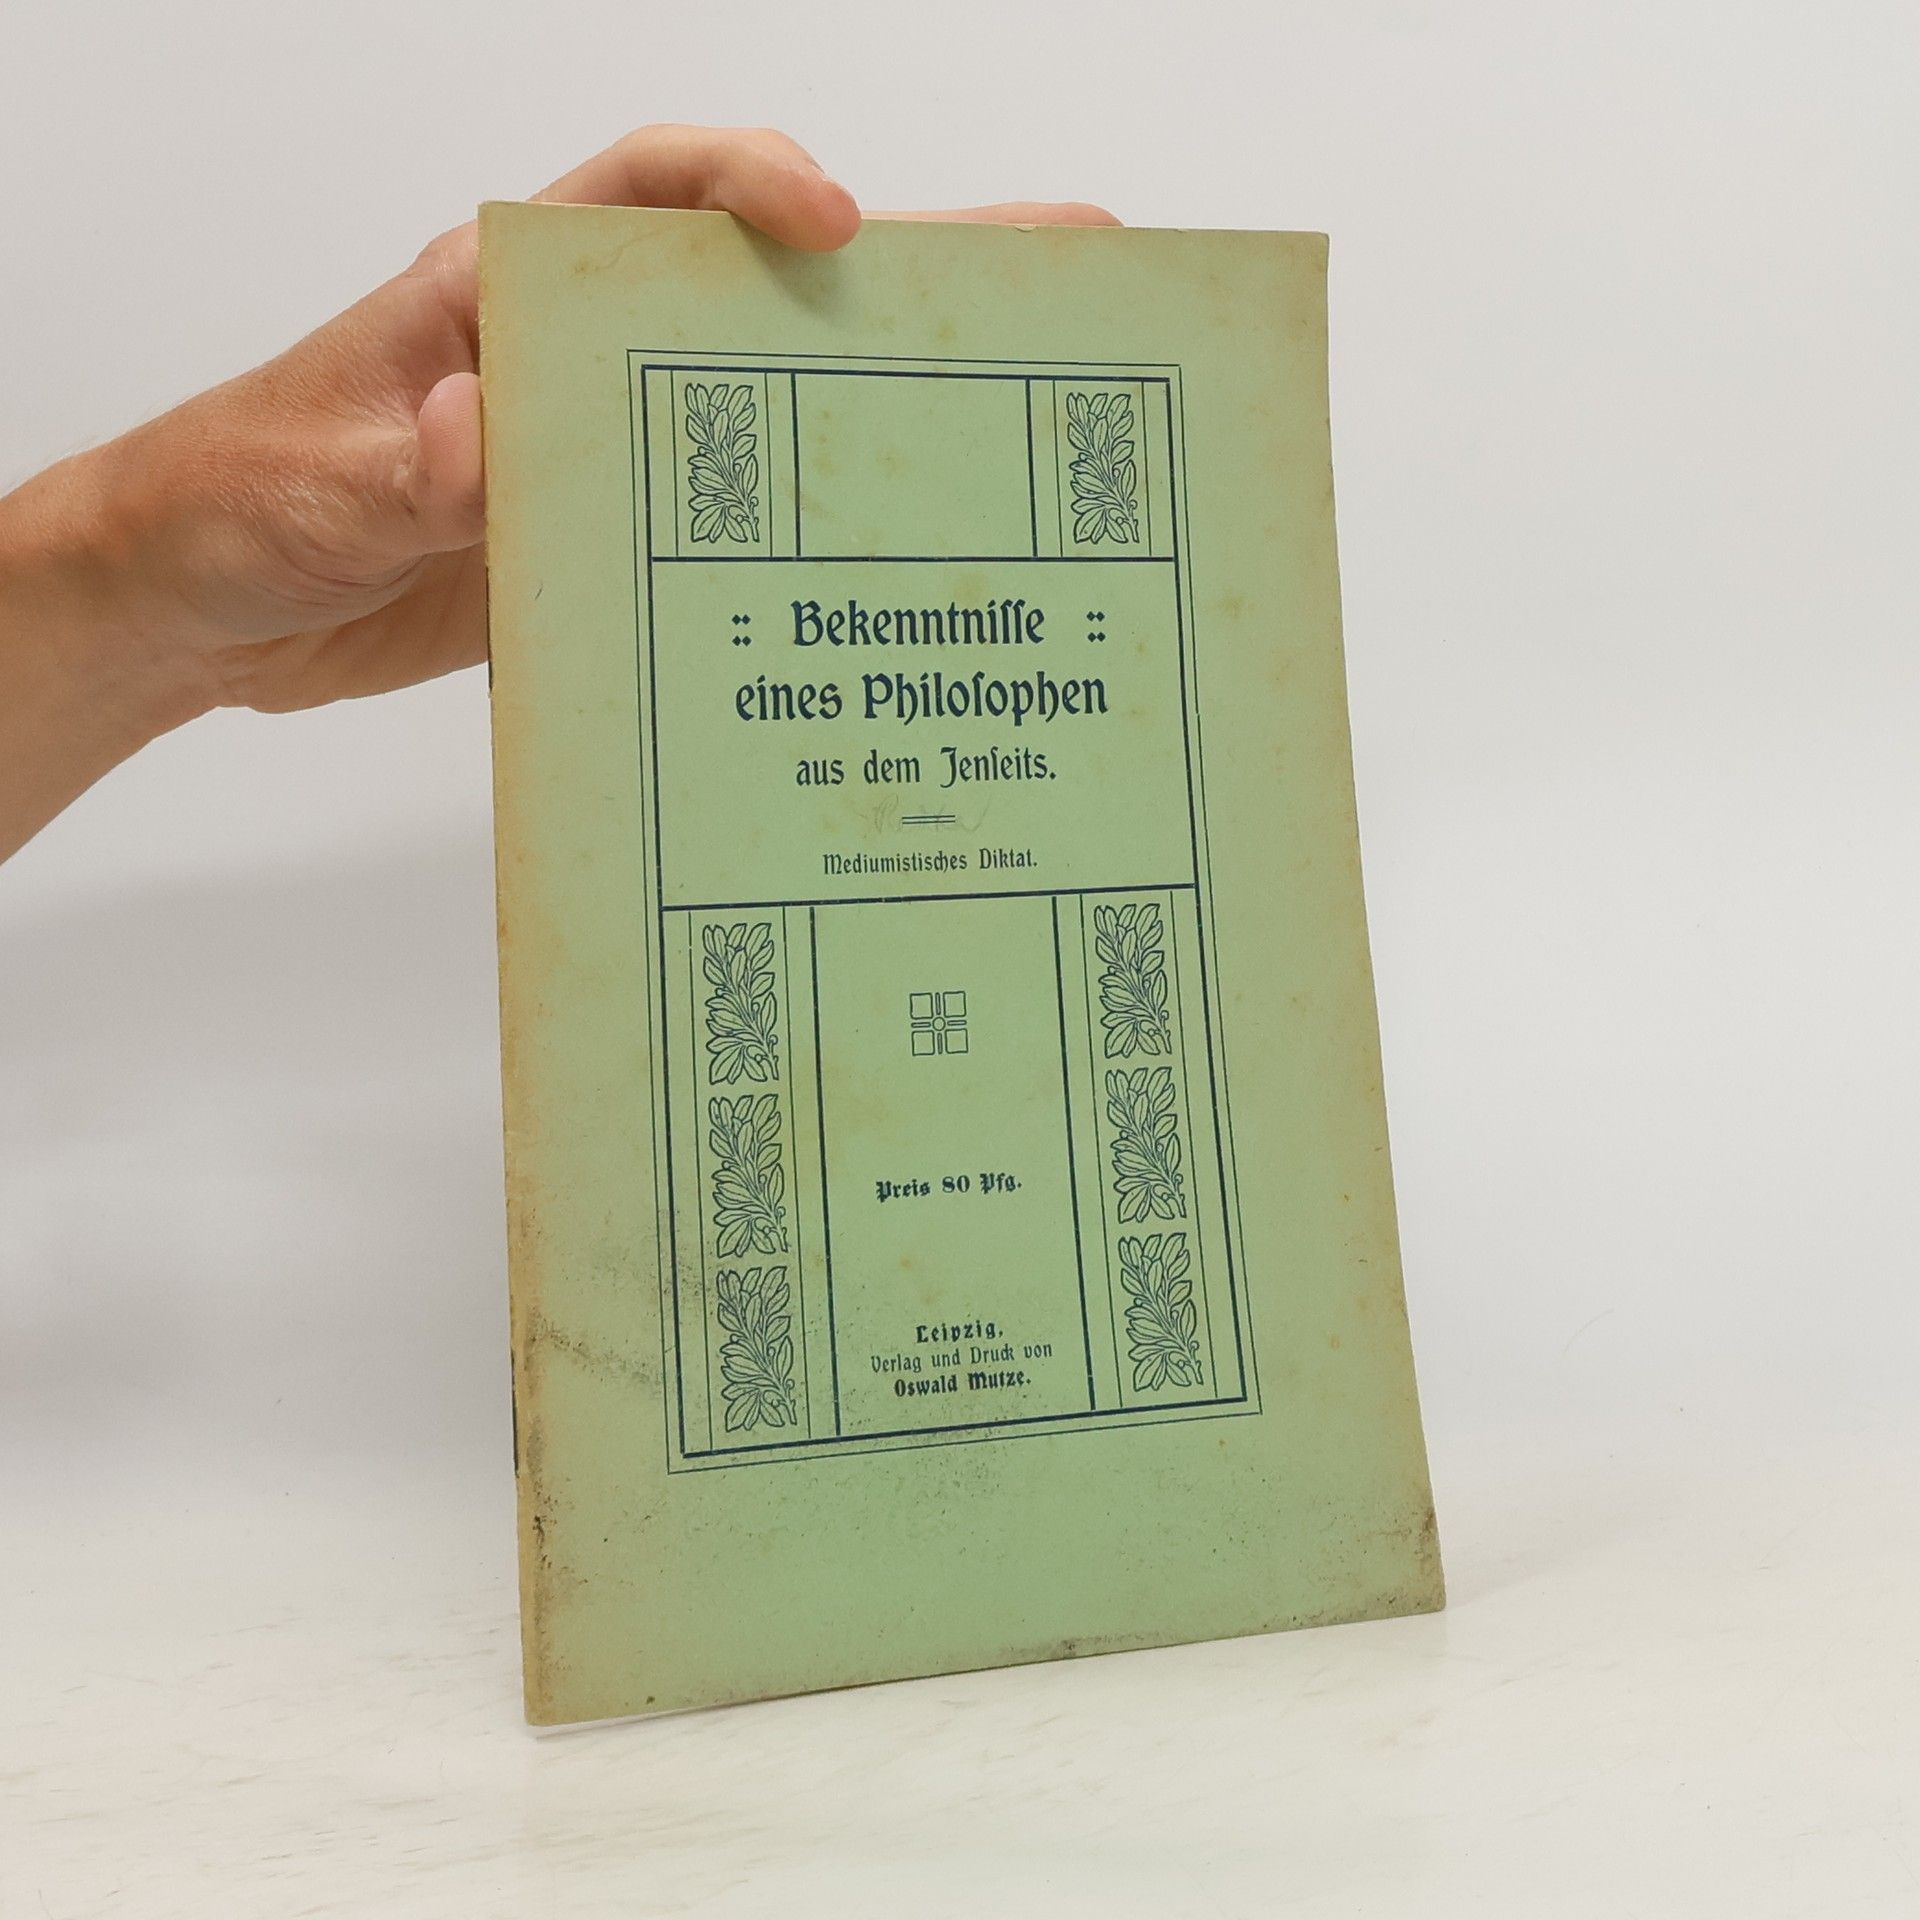 :: Bekenntniſſe ::
eines Philoſophen
aus dem Jenſeits.
Mediumistisches Diktat.
Preis 80 Pfg.
Leipzig,
Verlag und Druck von
Oswald Mutze.